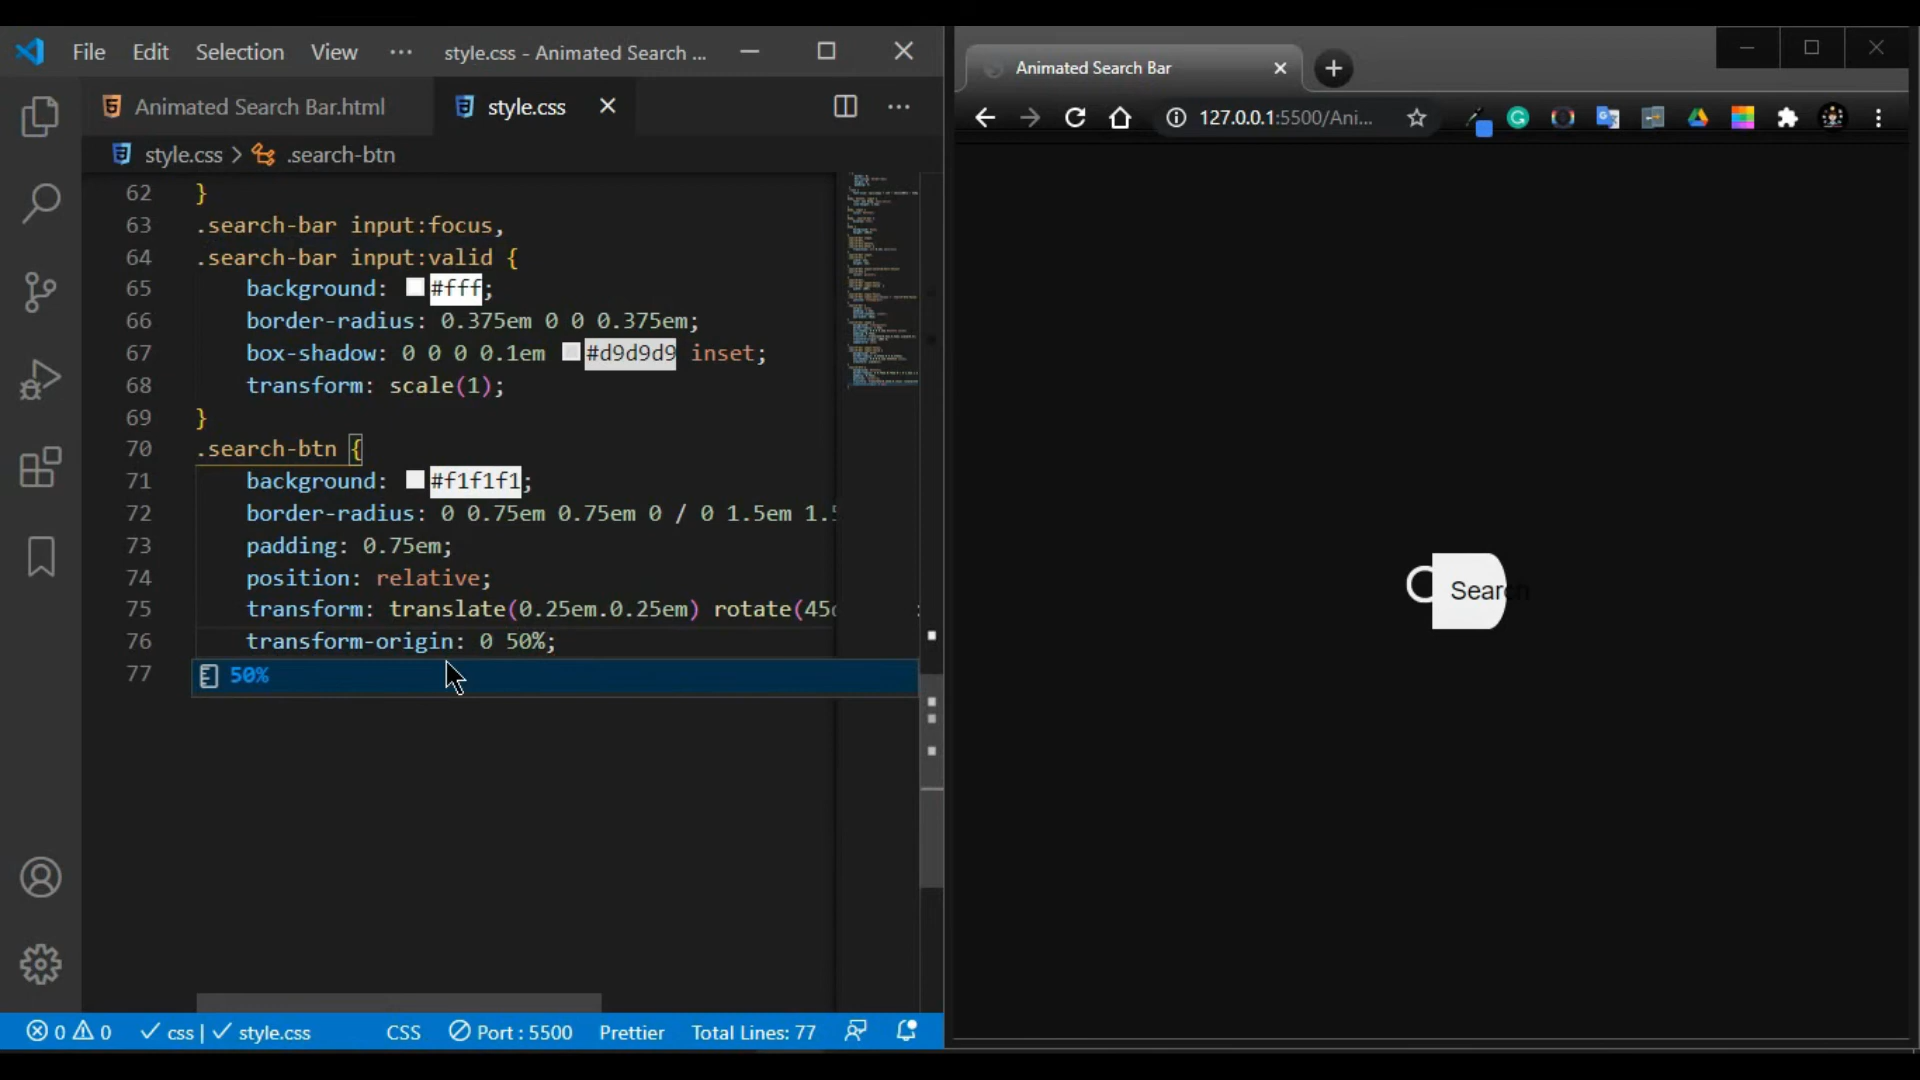 File Edit Selection View ··· style.css - Animated Search ...
Animated Search Bar.html style.css
style.css > .search-btn
62 }
63 .search-bar input:focus,
64 .search-bar input:valid {
65 background: #fff;
66 border-radius: 0.375em 0 0 0.375em;
67 box-shadow: 0 0 0 0.1em #d9d9d9 inset;
68 transform: scale(1);
69 }
70 .search-btn {
71 background: #f1f1f1;
72 border-radius: 0 0.75em 0.75em 0 / 0 1.5em 1.5
73 padding: 0.75em;
74 position: relative;
75 transform: translate(0.25em.0.25em) rotate(45
76 transform-origin: 0 50%;
77
50%
0 0 css | style.css CSS Port : 5500 Prettier Total Lines: 77
Animated Search Bar
127.0.0.1:5500/Ani...
Search